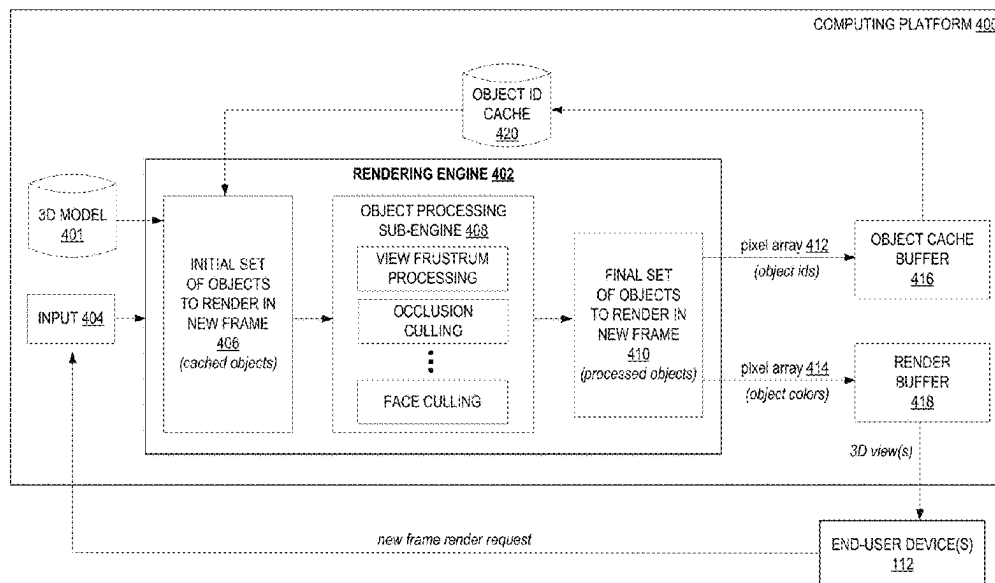 COMPUTING PLATFORM 400
OBJECT ID
CACHE
420
RENDERING ENGINE 402
3D MODEL
401
INPUT 404
INITIAL SET
OF OBJECTS
TO RENDER IN
NEW FRAME
406
(cached objects)
OBJECT PROCESSING
SUB-ENGINE 408
VIEW FRUSTRUM
PROCESSING
OCCLUSION
CULLING
FACE CULLING
FINAL SET
OF OBJECTS
TO RENDER IN
NEW FRAME
410
(processed objects)
pixel array 412
(object ids)
OBJECT CACHE
BUFFER
416
pixel array 414
(object colors)
RENDER
BUFFER
418
3D view(s)
new frame render request
END-USER DEVICE(S)
112